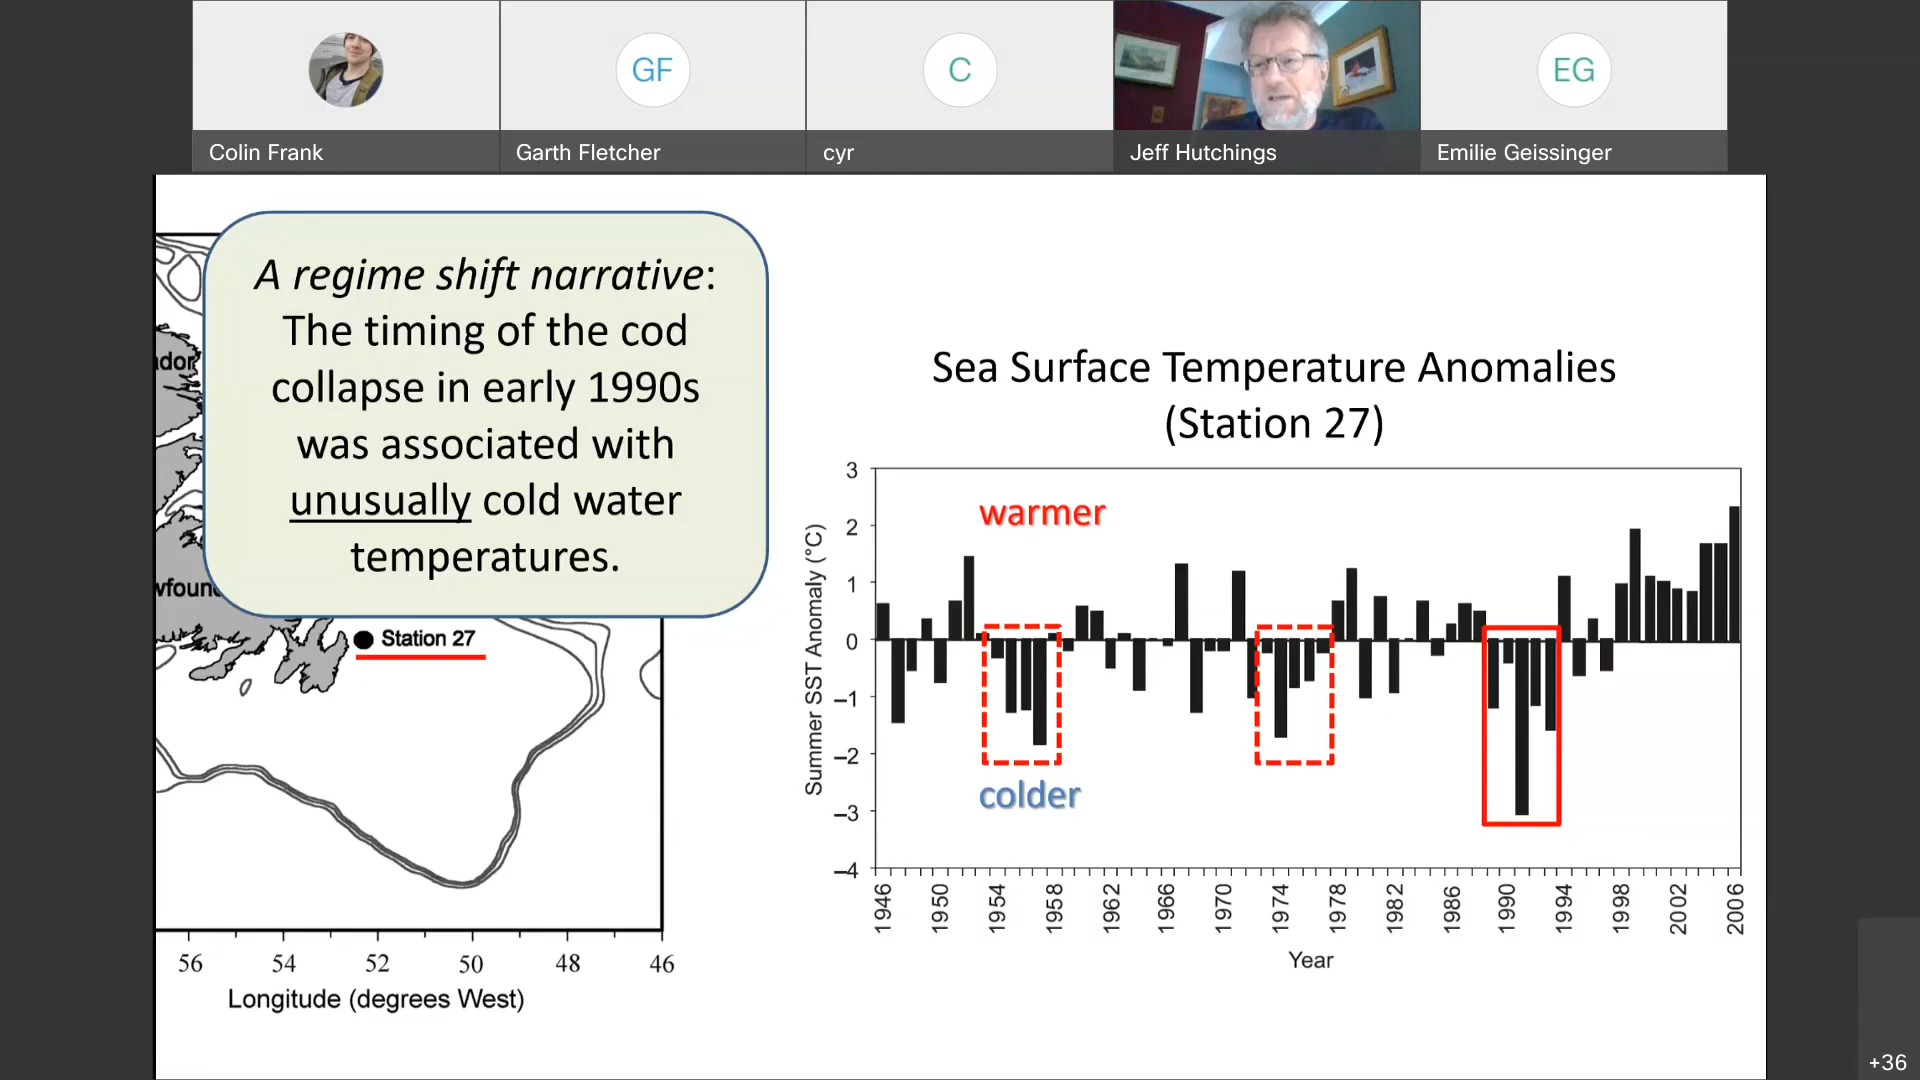 GF
C
EG
Colin Frank
Garth Fletcher
cyr
Jeff Hutchings
Emilie Geissinger
A regime shift narrative:
The timing of the cod
collapse in early 1990s
was associated with
unusually cold water
temperatures.
ador
wfoun
Station 27
56
54
52
50
48
46
Longitude (degrees West)
Sea Surface Temperature Anomalies
(Station 27)
warmer
colder
Summer SST Anomaly (°C)
3
2
1
0
–1
–2
–3
–4
1946
1950
1954
1958
1962
1966
1970
1974
1978
1982
1986
1990
1994
1998
2002
2006
Year
+36